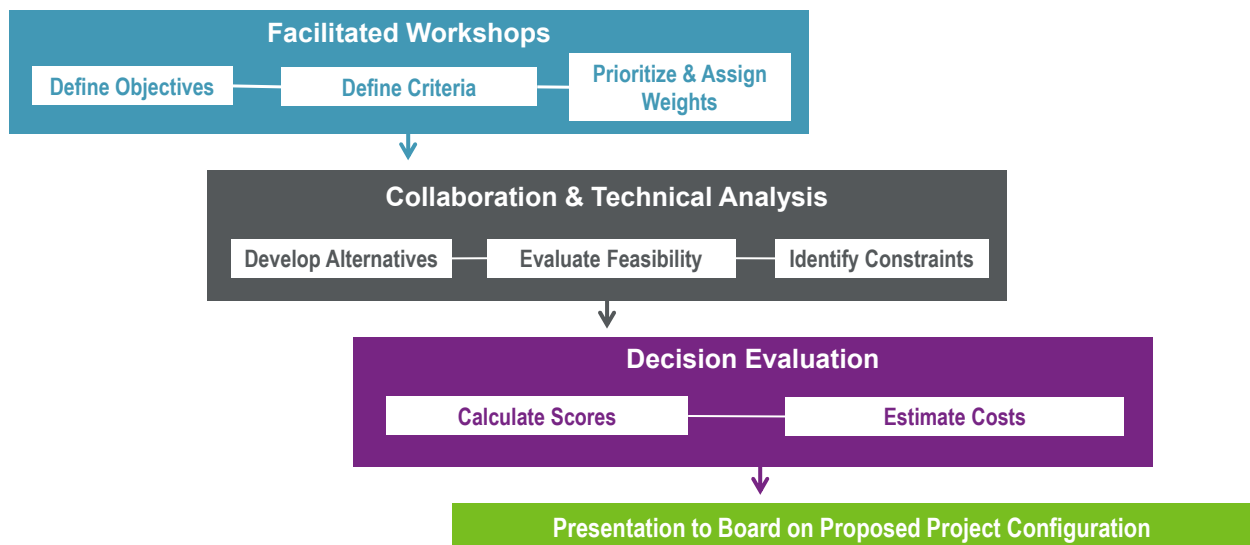 Facilitated Workshops
Define Objectives
Define Criteria
Prioritize & Assign
Weights
Collaboration & Technical Analysis
Develop Alternatives
Evaluate Feasibility
Identify Constraints
Decision Evaluation
Calculate Scores
Estimate Costs
Presentation to Board on Proposed Project Configuration